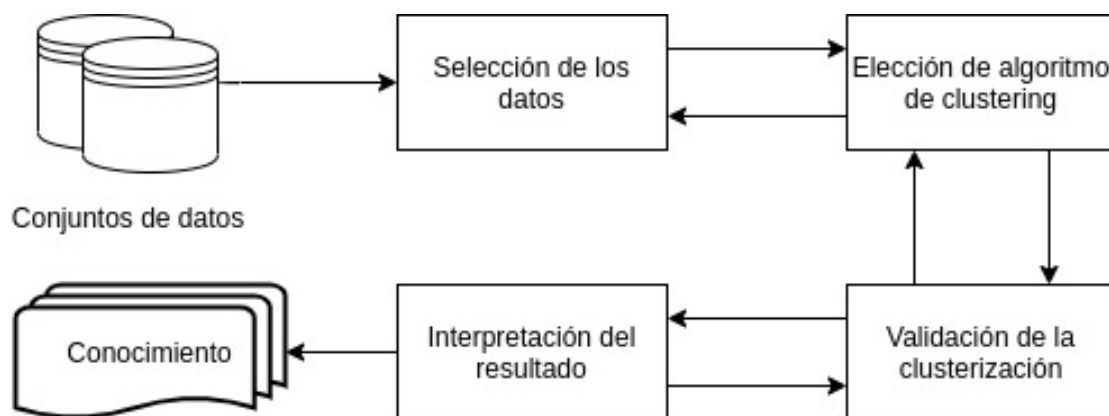 Selección de los
datos
Elección de algoritmo
de clustering
Conjuntos de datos
Conocimiento
Interpretación del
resultado
Validación de la
clusterización